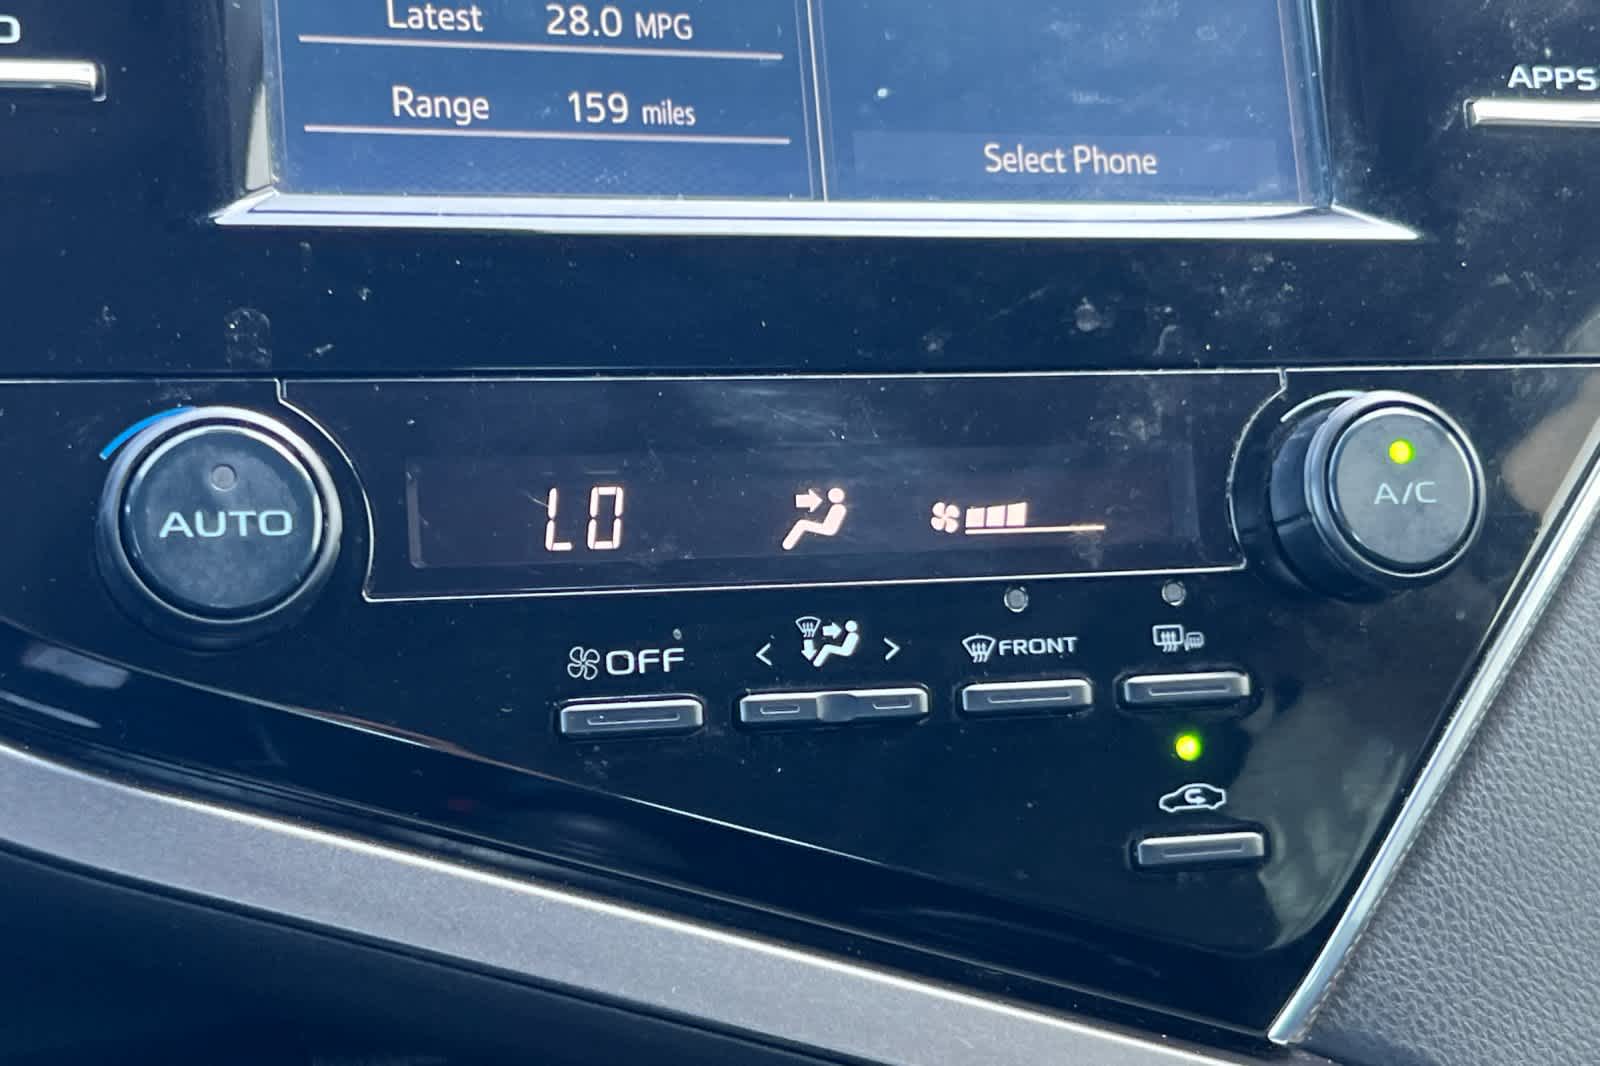 Latest 28.0 MPG
Range 159 miles
Select Phone
APPS
AUTO
LO
A/C
OFF
< >
FRONT